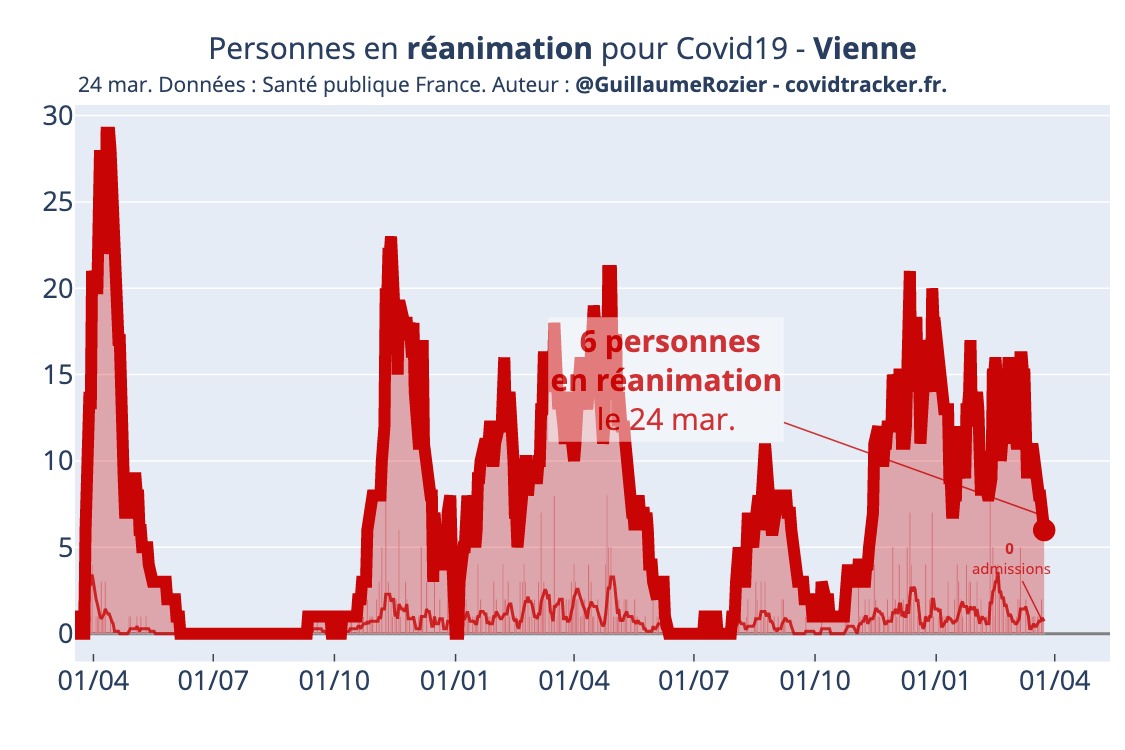 Personnes en réanimation pour Covid19 - Vienne
24 mar. Données : Santé publique France. Auteur : @GuillaumeRozier - covidtracker.fr.
30
25
20
15
10
5
0
6 personnes
en réanimation
le 24 mar.
0
admissions
01/04
01/07
01/10
01/01
01/04
01/07
01/10
01/01
01/04